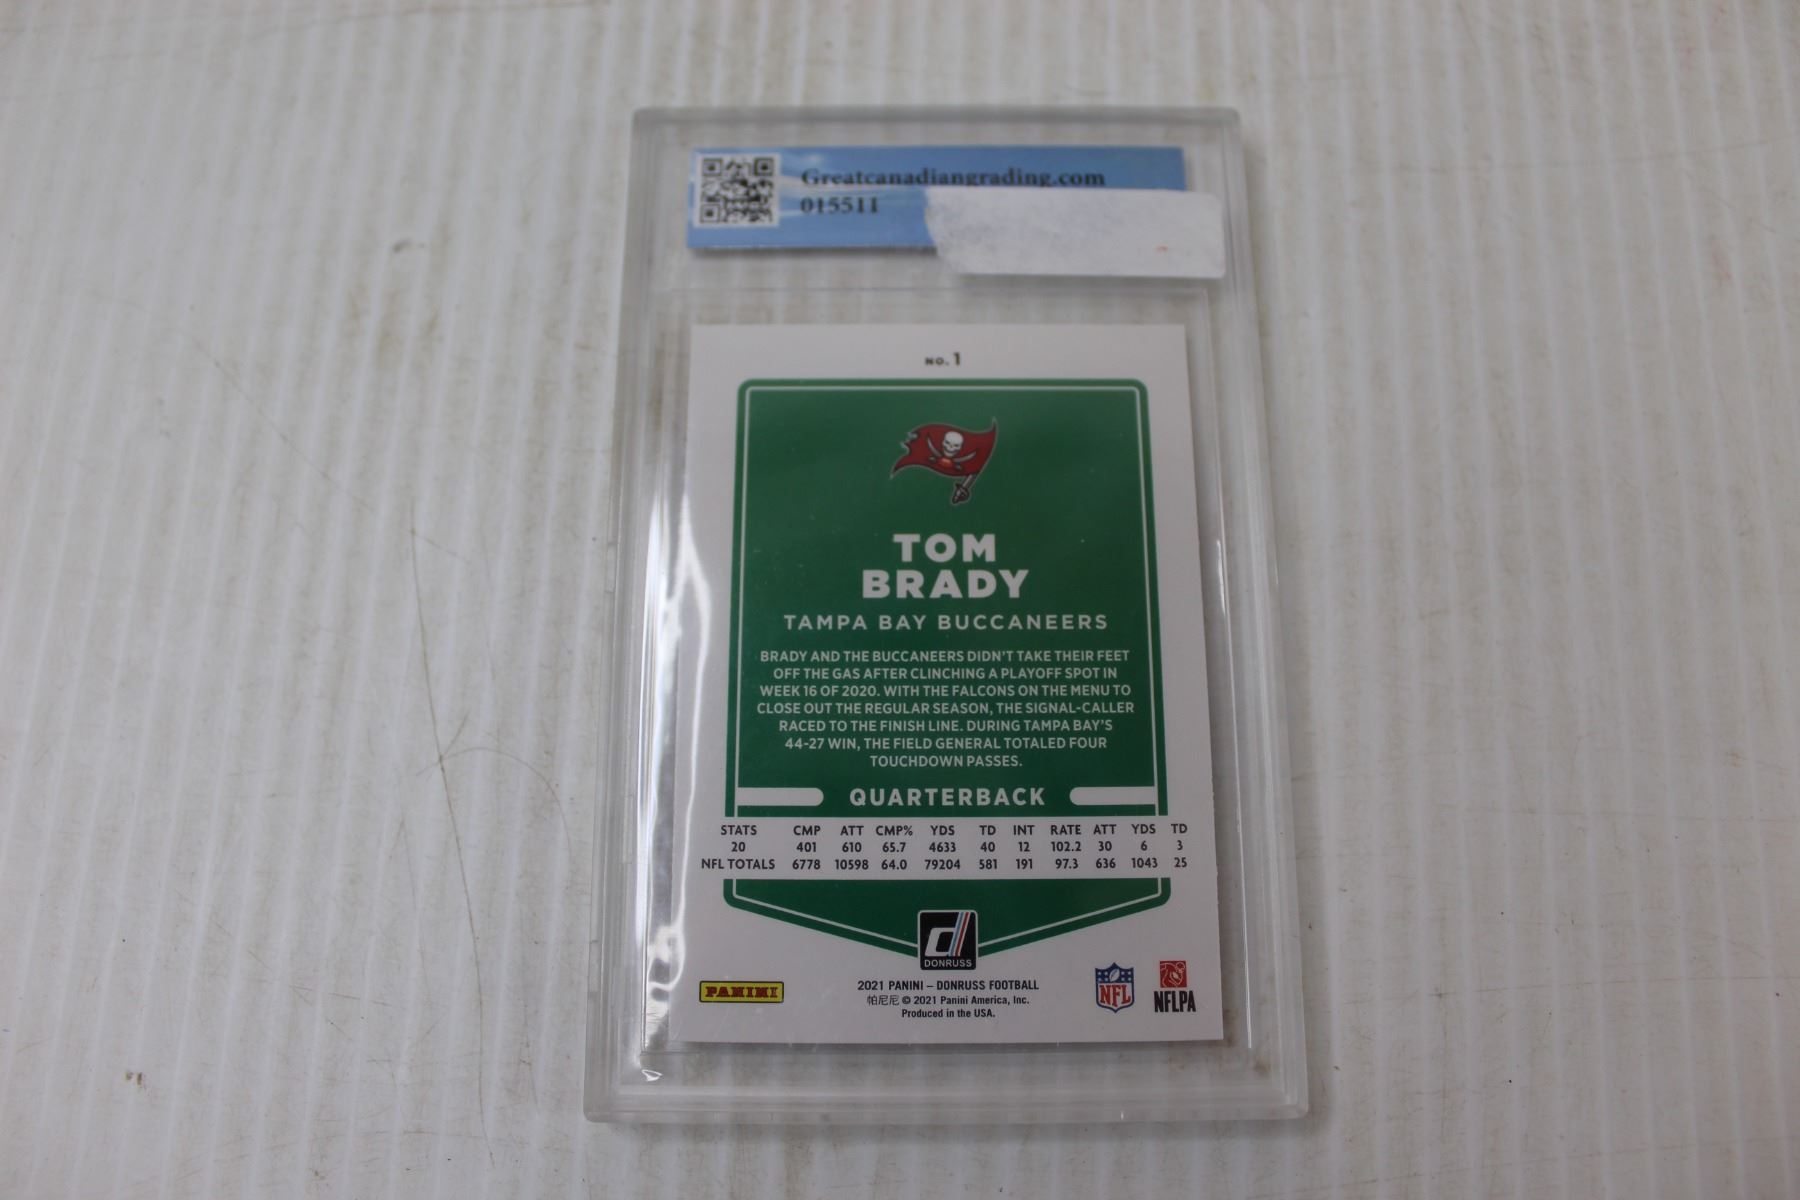 Greatcanadiangrading.com
015511
NO. 1
TOM
BRADY
TAMPA BAY BUCCANEERS
BRADY AND THE BUCCANEERS DIDN'T TAKE THEIR FEET
OFF THE GAS AFTER CLINCHING A PLAYOFF SPOT IN
WEEK 16 OF 2020. WITH THE FALCONS ON THE MENU TO
CLOSE OUT THE REGULAR SEASON, THE SIGNAL-CALLER
RACED TO THE FINISH LINE. DURING TAMPA BAY'S
44-27 WIN, THE FIELD GENERAL TOTALED FOUR
TOUCHDOWN PASSES.
QUARTERBACK
STATS CMP ATT CMP% YDS TD INT RATE ATT YDS TD
20 401 610 65.7 4633 40 12 102.2 30 6 3
NFL TOTALS 6778 10598 64.0 79204 581 191 97.3 636 1043 25
d
DONRUSS
PANINI
2021 PANINI – DONRUSS FOOTBALL
帕尼尼 © 2021 Panini America, Inc.
Produced in the USA.
NFL
NFLPA